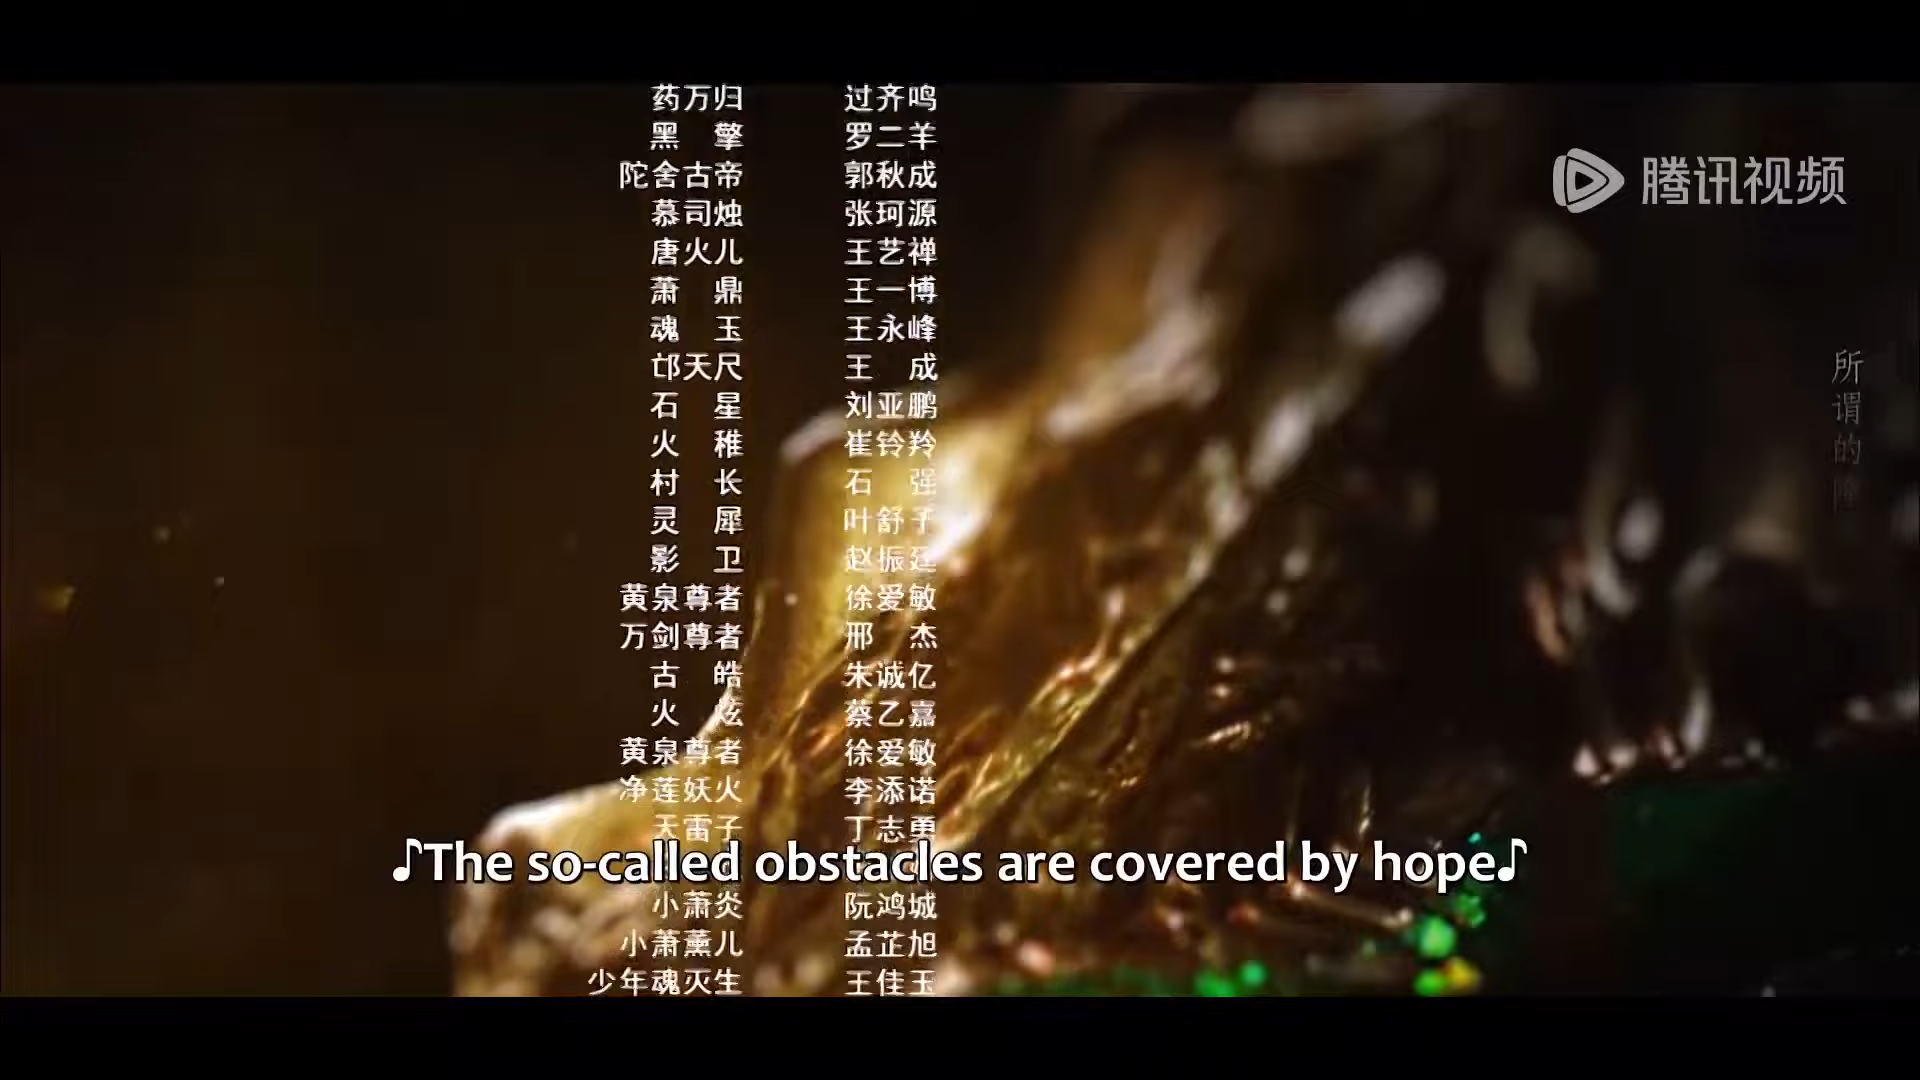 药万归 过齐鸣
黑擎 罗二羊
陀舍古帝 郭秋成
慕司烛 张珂源
唐火儿 王艺禅
萧鼎 王一博
魂玉 王永峰
邙天尺 王成
石星 刘亚鹏
火稚 崔铃羚
村长 石强
灵犀 叶舒子
影卫 赵振廷
黄泉尊者 徐爱敏
万剑尊者 邢杰
古皓 朱诚亿
火炫 蔡乙嘉
黄泉尊者 徐爱敏
净莲妖火 李添诺
天雷子 丁志勇
小萧炎 阮鸿城
小萧薰儿 孟芷旭
少年魂灭生 王佳玉
腾讯视频
所谓的
♪The so-called obstacles are covered by hope♪